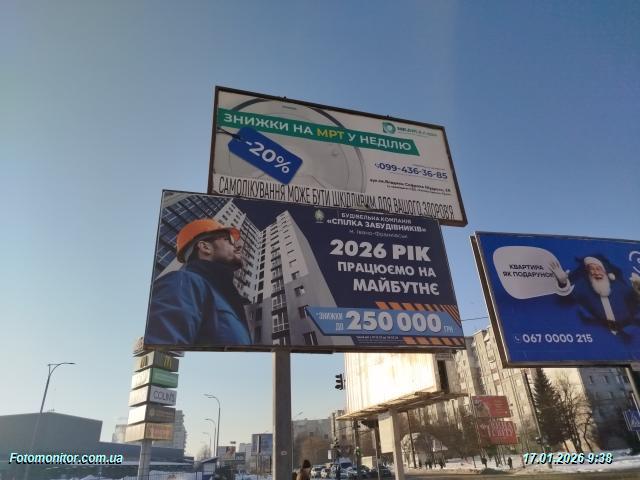 ЗНИЖКИ НА МРТ У НЕДІЛЮ
-20%
099-436-36-85
САМОЛІКУВАННЯ МОЖЕ БУТИ ШКІДЛИВИМ ДЛЯ ВАШОГО ЗДОРОВ'Я
БУДІВЕЛЬНА КОМПАНІЯ
«СПІЛКА ЗАБУДІВНИКІВ»
м. Івано-Франківськ
2026 РІК
ПРАЦЮЄМО НА
МАЙБУТНЄ
*ЗНИЖКИ
ДО 250 000 ГРН
КВАРТИРА
ЯК ПОДАРУНОК
067 0000 215
COLIN'S
Fotomonitor.com.ua
17.01.2026 9:38